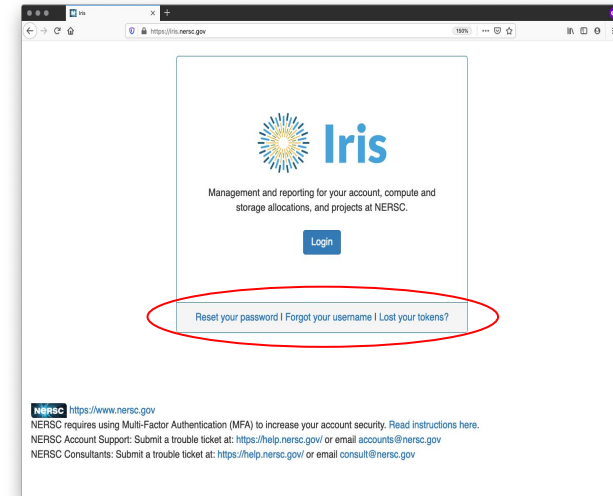 Iris
https://iris.nersc.gov
150%
Iris
Management and reporting for your account, compute and
storage allocations, and projects at NERSC.
Login
Reset your password | Forgot your username | Lost your tokens?
NERSC https://www.nersc.gov
NERSC requires using Multi-Factor Authentication (MFA) to increase your account security. Read instructions here.
NERSC Account Support: Submit a trouble ticket at: https://help.nersc.gov/ or email accounts@nersc.gov
NERSC Consultants: Submit a trouble ticket at: https://help.nersc.gov/ or email consult@nersc.gov